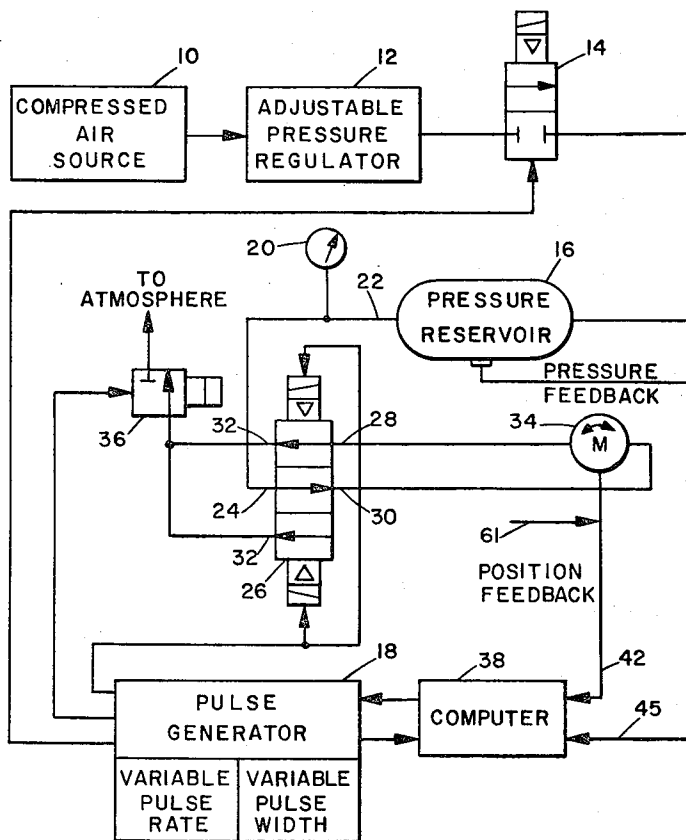 10
12
14
COMPRESSED
AIR
SOURCE
ADJUSTABLE
PRESSURE
REGULATOR
20
16
TO
ATMOSPHERE
22
PRESSURE
RESERVOIR
PRESSURE
FEEDBACK
36
32
28
34
M
24
30
32
61
26
POSITION
FEEDBACK
18
38
42
PULSE
GENERATOR
COMPUTER
45
VARIABLE
PULSE
RATE
VARIABLE
PULSE
WIDTH